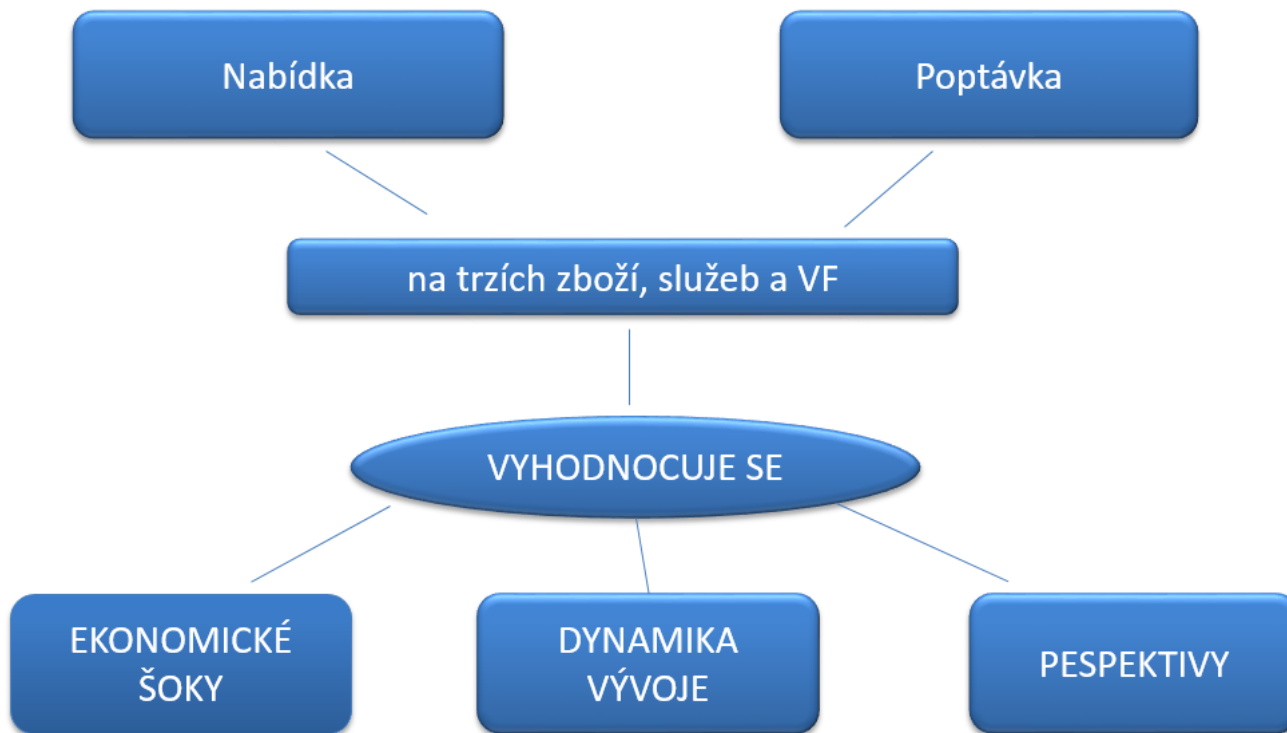 Nabídka
Poptávka
na trzích zboží, služeb a VF
VYHODNOCUJE SE
EKONOMICKÉ
ŠOKY
DYNAMIKA
VÝVOJE
PESPEKTIVY